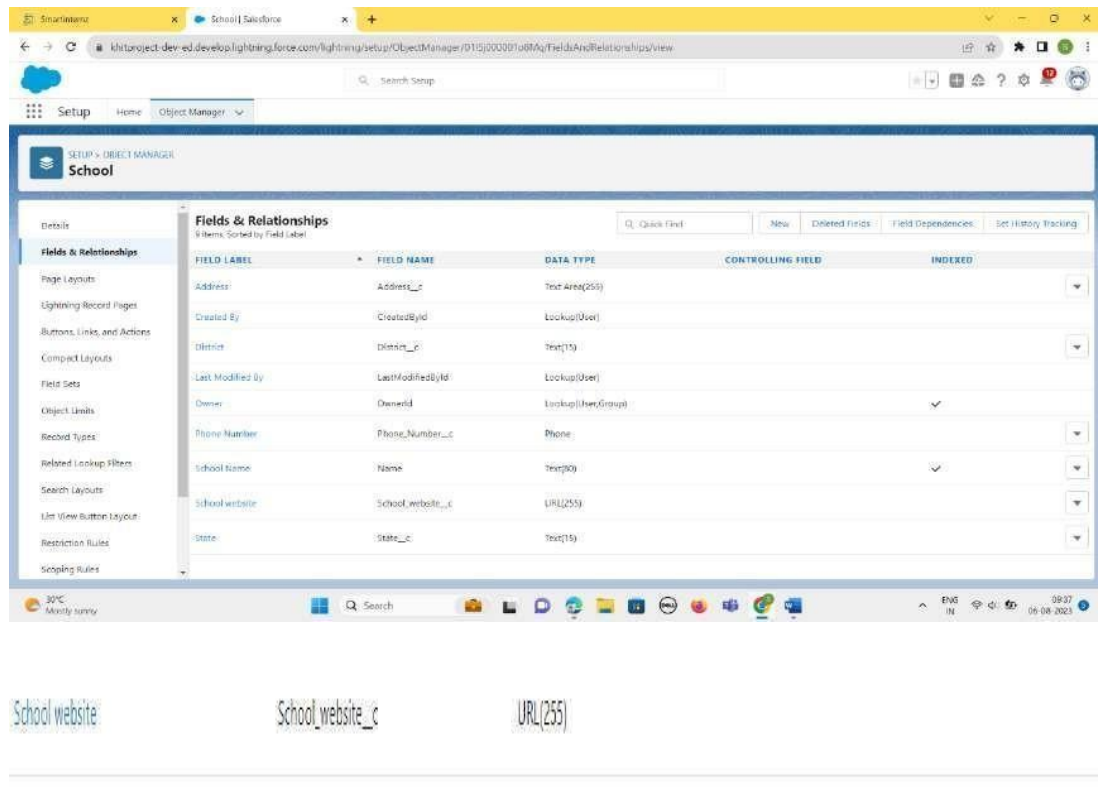 Smartinternz
School | Salesforce
khitproject-dev-ed.develop.lightning.force.com/lightning/setup/ObjectManager/
Search Setup
12
Setup Home Object Manager
SETUP > OBJECT MANAGER
School
Details
Fields & Relationships
Page Layouts
Lightning Record Pages
Buttons, Links, and Actions
Compact Layouts
Field Sets
Object Limits
Record Types
Related Lookup Filters
Search Layouts
List View Button Layout
Restriction Rules
Scoping Rules
Fields & Relationships
9 Items, Sorted by Field Label
Quick Find New Deleted Fields Field Dependencies Set History Tracking
FIELD LABEL FIELD NAME DATA TYPE CONTROLLING FIELD INDEXED
Address Address__c Text Area(255)
Created By CreatedById Lookup(User)
District District__c Text(15)
Last Modified By LastModifiedById Lookup(User)
Owner OwnerId Lookup(User,Group)
Phone Number Phone_Number__c Phone
School Name Name Text(80)
School website School_website__c URL(255)
State State__c Text(15)
30°C
Mostly sunny
Search
ENG
IN
09:37
06-08-2023
School website School_website__c URL(255)